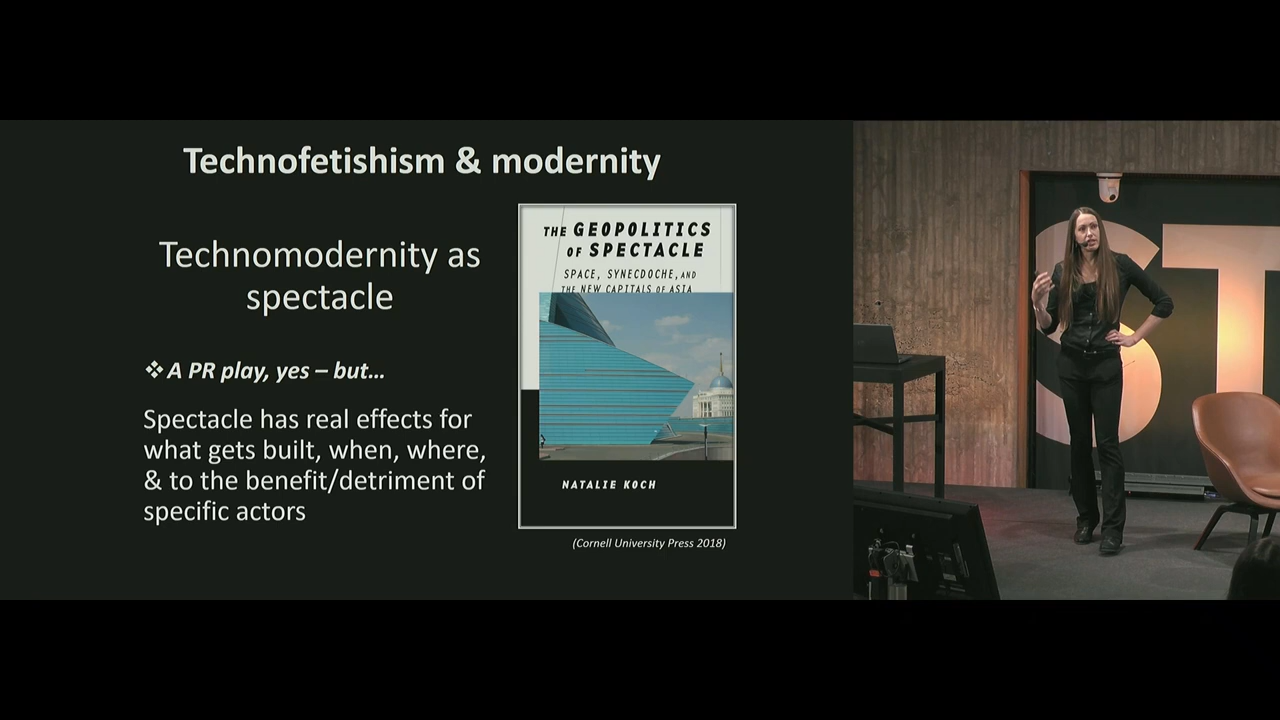 Technofetishism & modernity
Technomodernity as
spectacle
❖A PR play, yes – but...
Spectacle has real effects for
what gets built, when, where,
& to the benefit/detriment of
specific actors
THE GEOPOLITICS
OF SPECTACLE
SPACE, SYNECDOCHE, AND
THE NEW CAPITALS OF ASIA
NATALIE KOCH
(Cornell University Press 2018)
ST